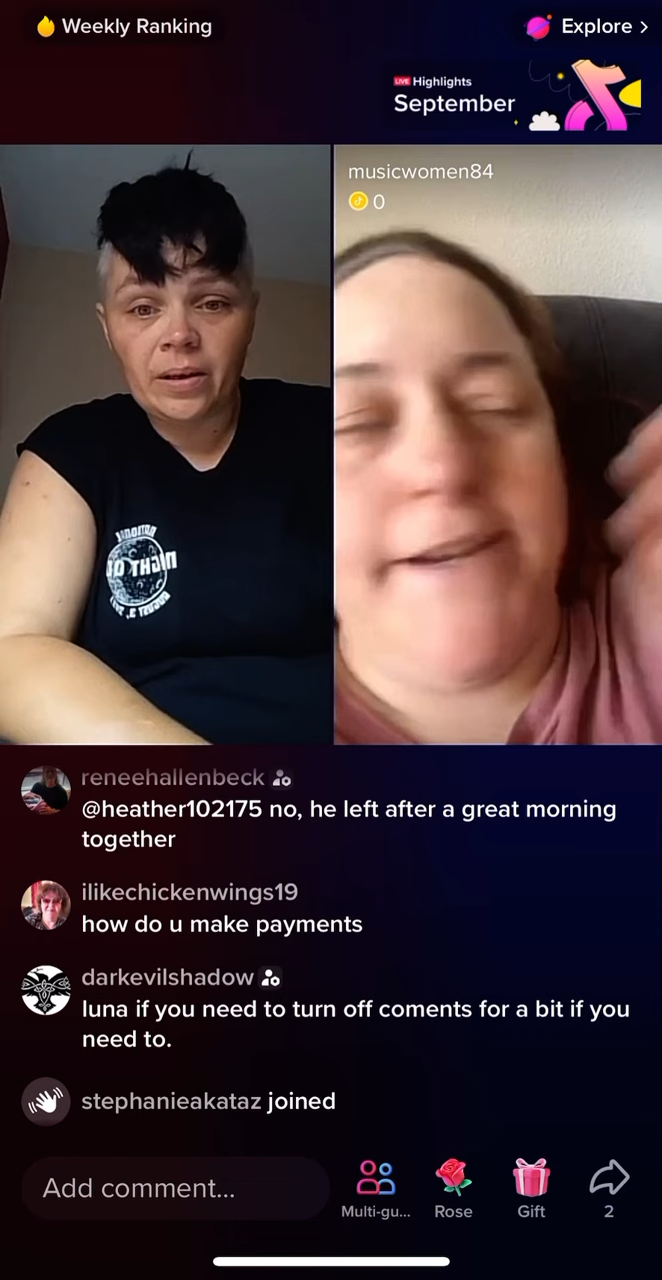 Weekly Ranking
Explore >
LIVE Highlights
September
musicwomen84
0
reneehallenbeck
@heather102175 no, he left after a great morning
together
ilikechickenwings19
how do u make payments
darkevilshadow
luna if you need to turn off coments for a bit if you
need to.
stephanieakataz joined
Add comment...
Multi-gu...
Rose
Gift
2